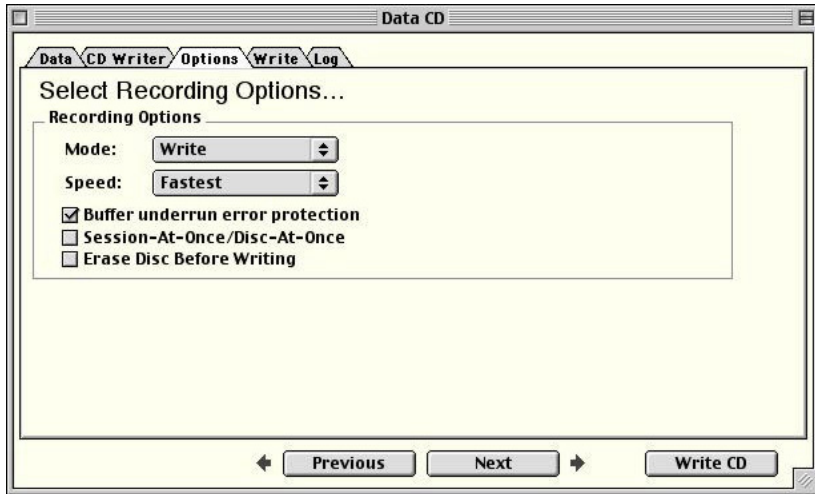 Data CD
Data CD Writer Options Write Log
Select Recording Options...
Recording Options
Mode: Write
Speed: Fastest
Buffer underrun error protection
Session-At-Once/Disc-At-Once
Erase Disc Before Writing
Previous Next Write CD